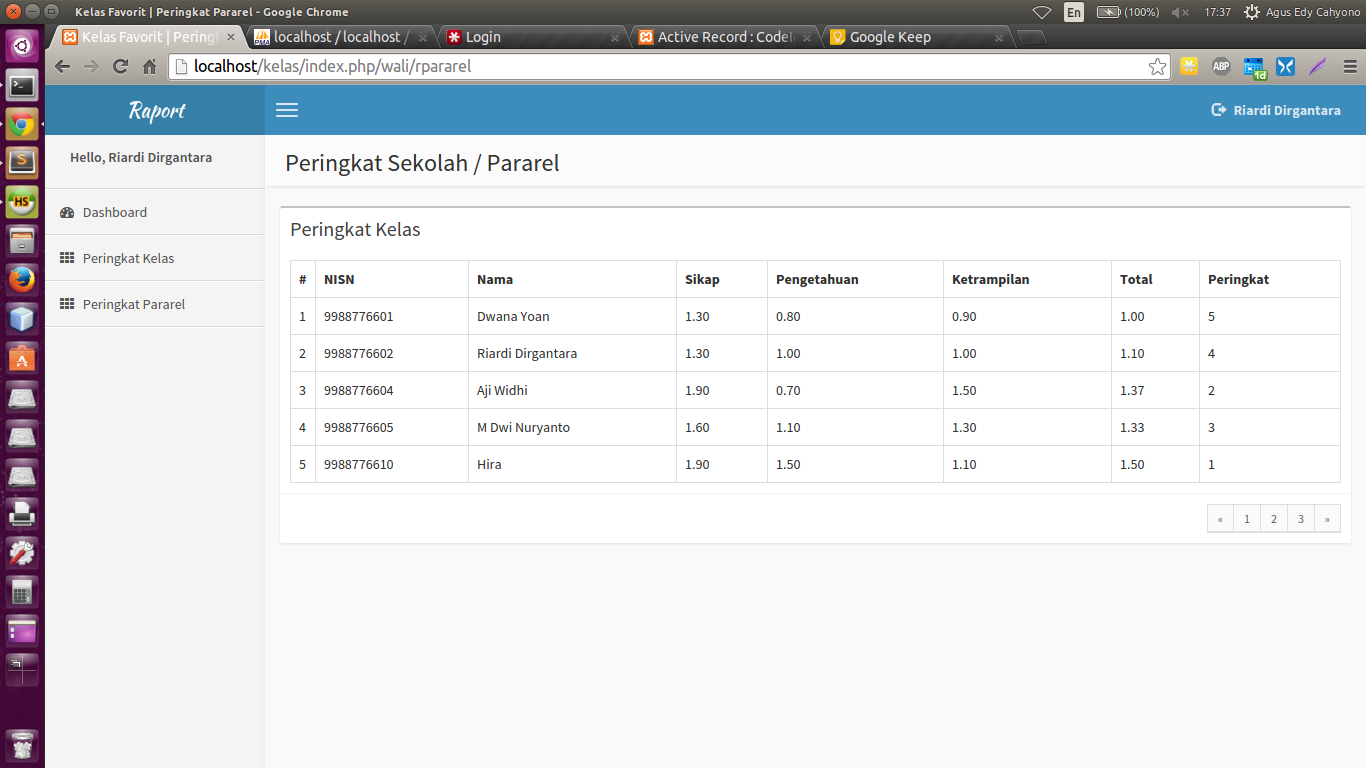 Kelas Favorit | Peringkat Pararel - Google Chrome
En (100%) 17:37 Agus Edy Cahyono
Kelas Favorit | Pering localhost / localhost / Login Active Record : CodeI Google Keep
localhost/kelas/index.php/wali/rpararel ABP 1d
Raport Riardi Dirgantara
Hello, Riardi Dirgantara
Dashboard
Peringkat Kelas
Peringkat Pararel
Peringkat Sekolah / Pararel
Peringkat Kelas
# NISN Nama Sikap Pengetahuan Ketrampilan Total Peringkat
1 9988776601 Dwana Yoan 1.30 0.80 0.90 1.00 5
2 9988776602 Riardi Dirgantara 1.30 1.00 1.00 1.10 4
3 9988776604 Aji Widhi 1.90 0.70 1.50 1.37 2
4 9988776605 M Dwi Nuryanto 1.60 1.10 1.30 1.33 3
5 9988776610 Hira 1.90 1.50 1.10 1.50 1
« 1 2 3 »
HS